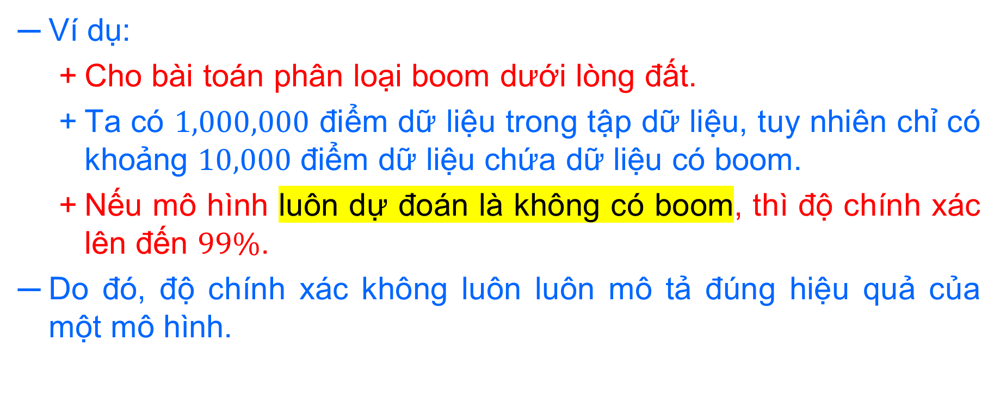 — Ví dụ:
+ Cho bài toán phân loại boom dưới lòng đất.
+ Ta có 1,000,000 điểm dữ liệu trong tập dữ liệu, tuy nhiên chỉ có
khoảng 10,000 điểm dữ liệu chứa dữ liệu có boom.
+ Nếu mô hình luôn dự đoán là không có boom, thì độ chính xác
lên đến 99%.
— Do đó, độ chính xác không luôn luôn mô tả đúng hiệu quả của
một mô hình.